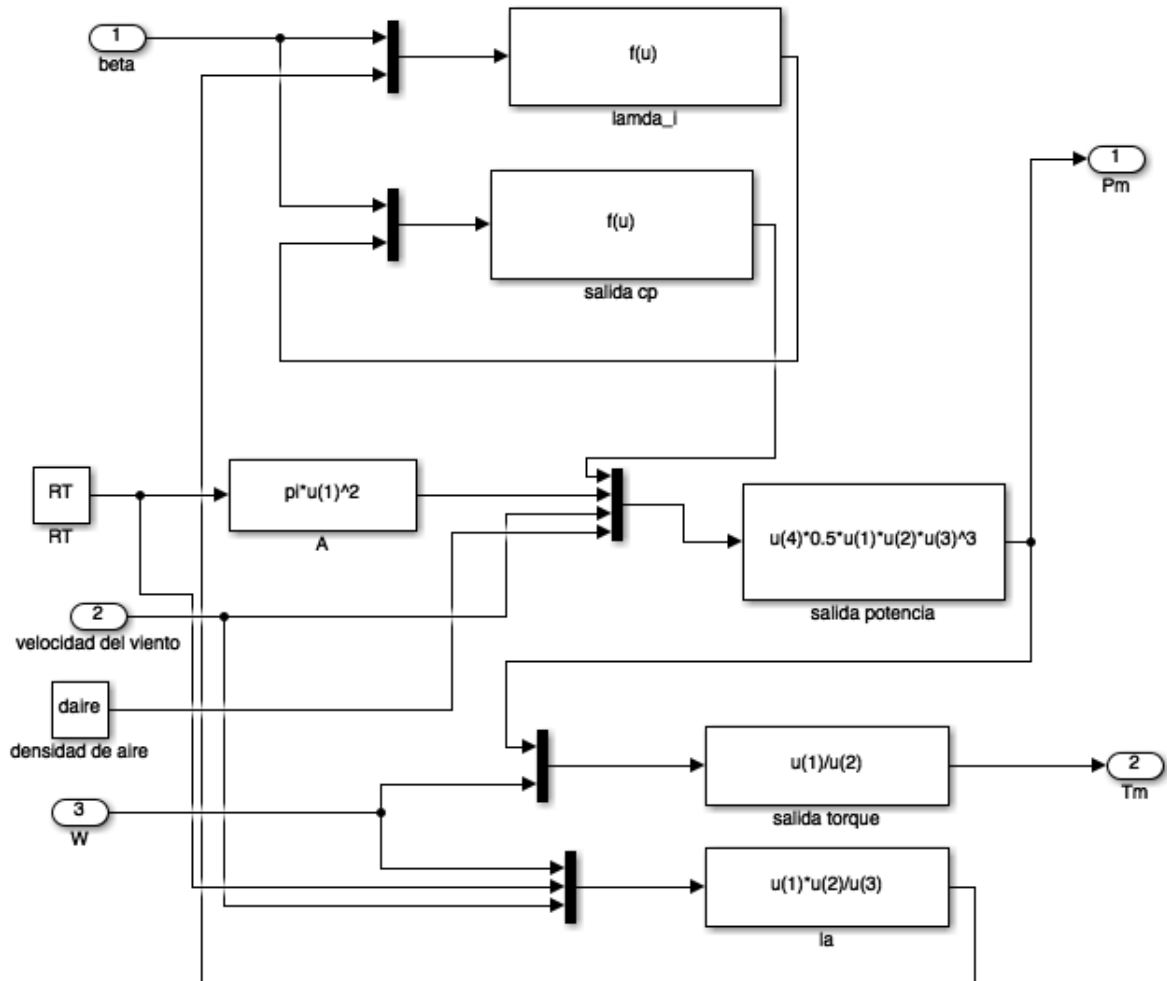 1
beta
f(u)
lamda_i
f(u)
salida cp
1
Pm
RT
RT
pi*u(1)^2
A
u(4)*0.5*u(1)*u(2)*u(3)^3
salida potencia
2
velocidad del viento
daire
densidad de aire
3
W
u(1)/u(2)
salida torque
2
Tm
u(1)*u(2)/u(3)
la